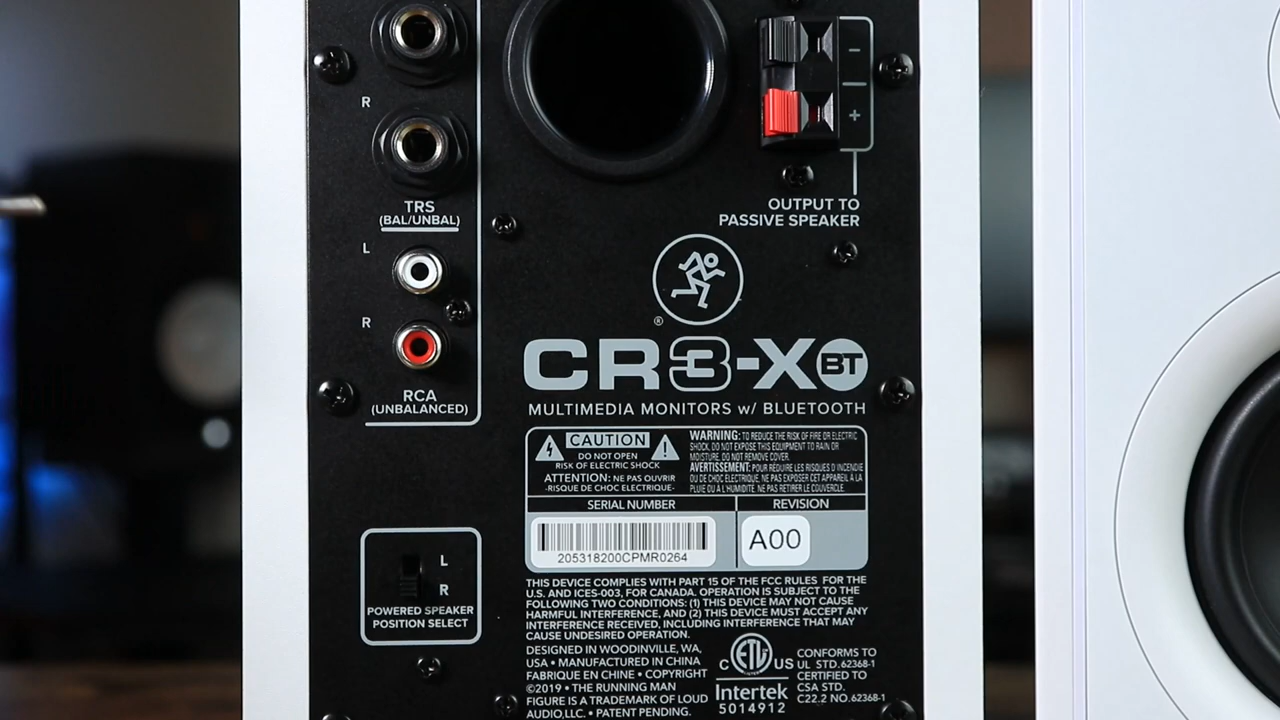 R
TRS
(BAL/UNBAL)
L
R
RCA
(UNBALANCED)
L
R
POWERED SPEAKER
POSITION SELECT
-
+
OUTPUT TO
PASSIVE SPEAKER
®
CR3-X BT
MULTIMEDIA MONITORS w/ BLUETOOTH
CAUTION
DO NOT OPEN
RISK OF ELECTRIC SHOCK
ATTENTION: NE PAS OUVRIR
-RISQUE DE CHOC ELECTRIQUE-
WARNING: TO REDUCE THE RISK OF FIRE OR ELECTRIC
SHOCK, DO NOT EXPOSE THIS EQUIPMENT TO RAIN OR
MOISTURE. DO NOT REMOVE COVER.
AVERTISSEMENT: POUR RÉDUIRE LES RISQUES D'INCENDIE
OU DE CHOC ÉLECTRIQUE, NE PAS EXPOSER CET APPAREIL À LA
PLUIE OU À L'HUMIDITÉ. NE PAS RETIRER LE COUVERCLE.
SERIAL NUMBER
205318200CPMR0264
REVISION
A00
THIS DEVICE COMPLIES WITH PART 15 OF THE FCC RULES FOR THE
U.S. AND ICES-003, FOR CANADA. OPERATION IS SUBJECT TO THE
FOLLOWING TWO CONDITIONS: (1) THIS DEVICE MAY NOT CAUSE
HARMFUL INTERFERENCE, AND (2) THIS DEVICE MUST ACCEPT ANY
INTERFERENCE RECEIVED, INCLUDING INTERFERENCE THAT MAY
CAUSE UNDESIRED OPERATION.
DESIGNED IN WOODINVILLE, WA,
USA • MANUFACTURED IN CHINA
FABRIQUE EN CHINE • COPYRIGHT
©2019 • THE RUNNING MAN
FIGURE IS A TRADEMARK OF LOUD
AUDIO,LLC. • PATENT PENDING.
C ETL US
Intertek
5014912
CONFORMS TO
UL STD. 62368-1
CERTIFIED TO
CSA STD.
C22.2 NO.62368-1